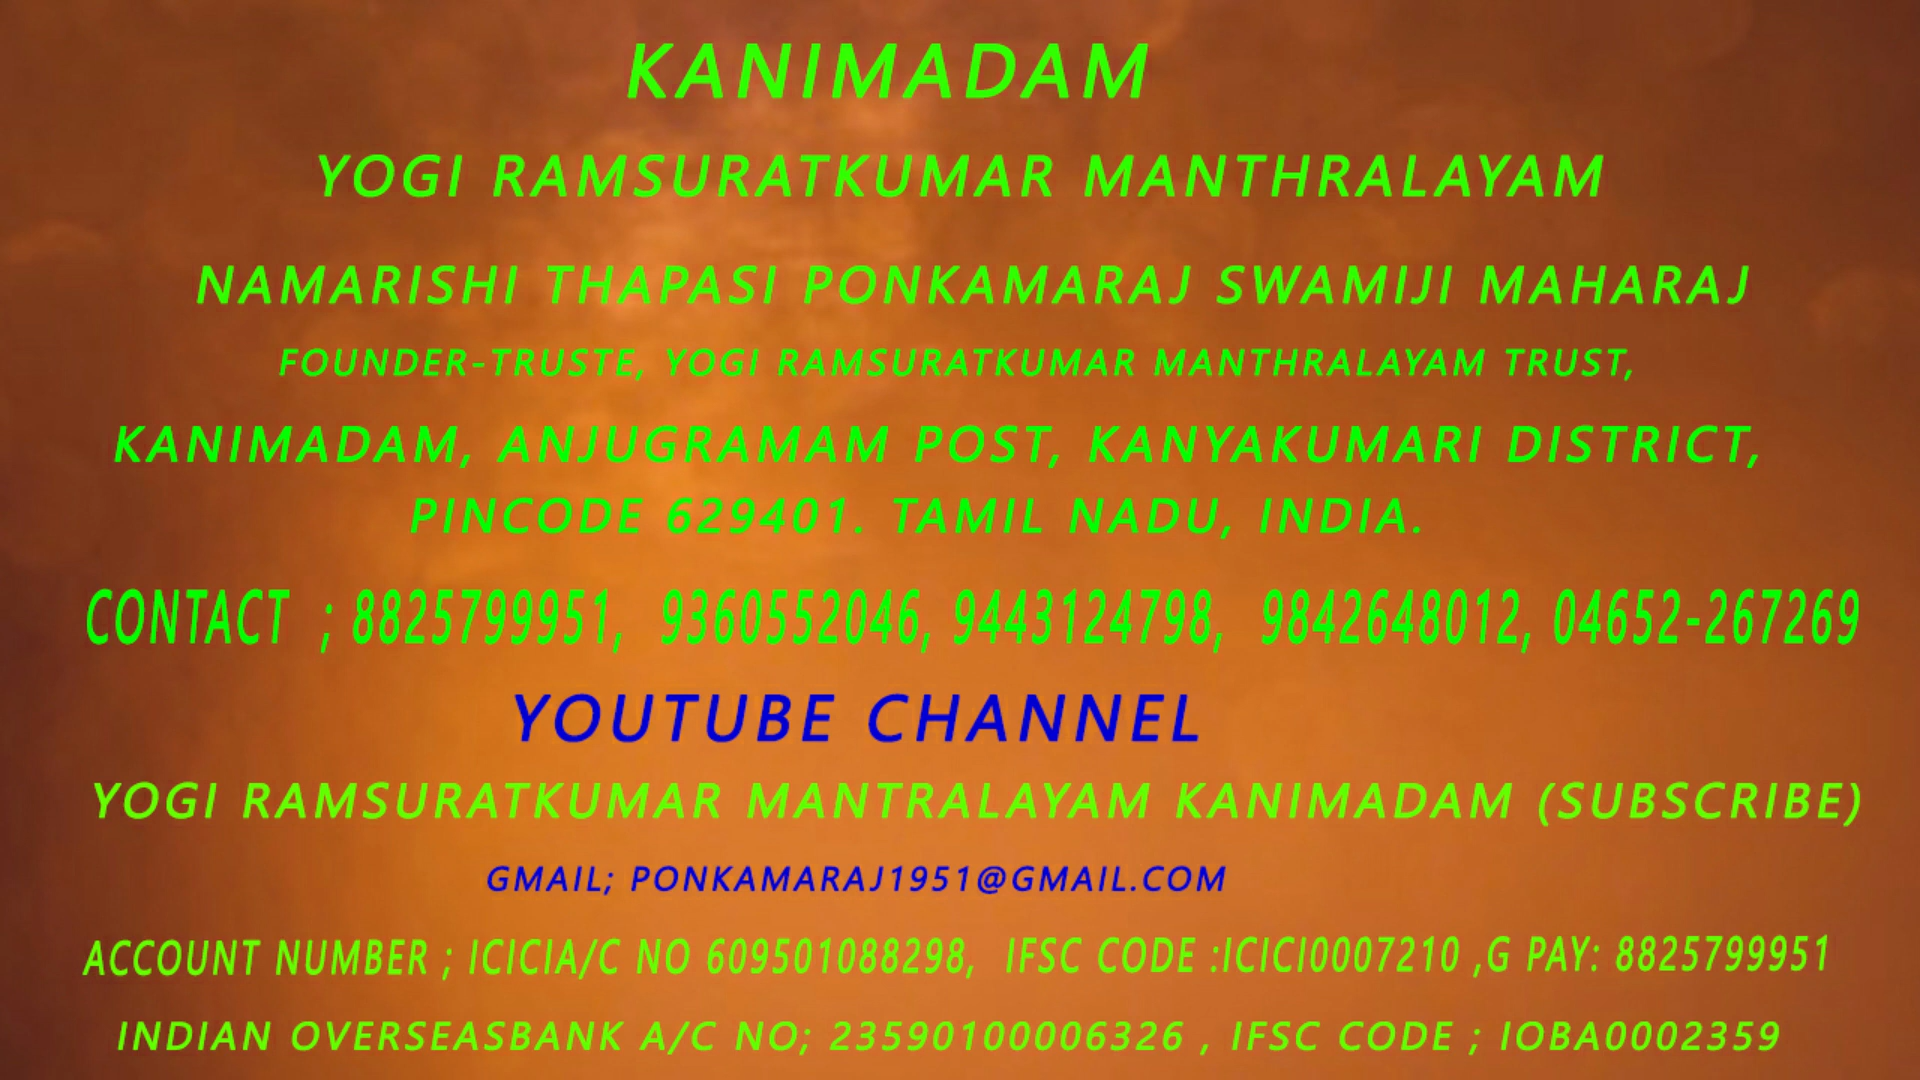 KANIMADAM
YOGI RAMSURATKUMAR MANTHRALAYAM
NAMARISHI THAPASI PONKAMARAJ SWAMIJI MAHARAJ
FOUNDER-TRUSTE, YOGI RAMSURATKUMAR MANTHRALAYAM TRUST,
KANIMADAM, ANJUGRAMAM POST, KANYAKUMARI DISTRICT,
PINCODE 629401. TAMIL NADU, INDIA.
CONTACT ; 8825799951, 9360552046, 9443124798, 9842648012, 04652-267269
YOUTUBE CHANNEL
YOGI RAMSURATKUMAR MANTRALAYAM KANIMADAM (SUBSCRIBE)
GMAIL; PONKAMARAJ1951@GMAIL.COM
ACCOUNT NUMBER ; ICICIA/C NO 609501088298, IFSC CODE :ICICI0007210 ,G PAY: 8825799951
INDIAN OVERSEASBANK A/C NO; 23590100006326 , IFSC CODE ; IOBA0002359